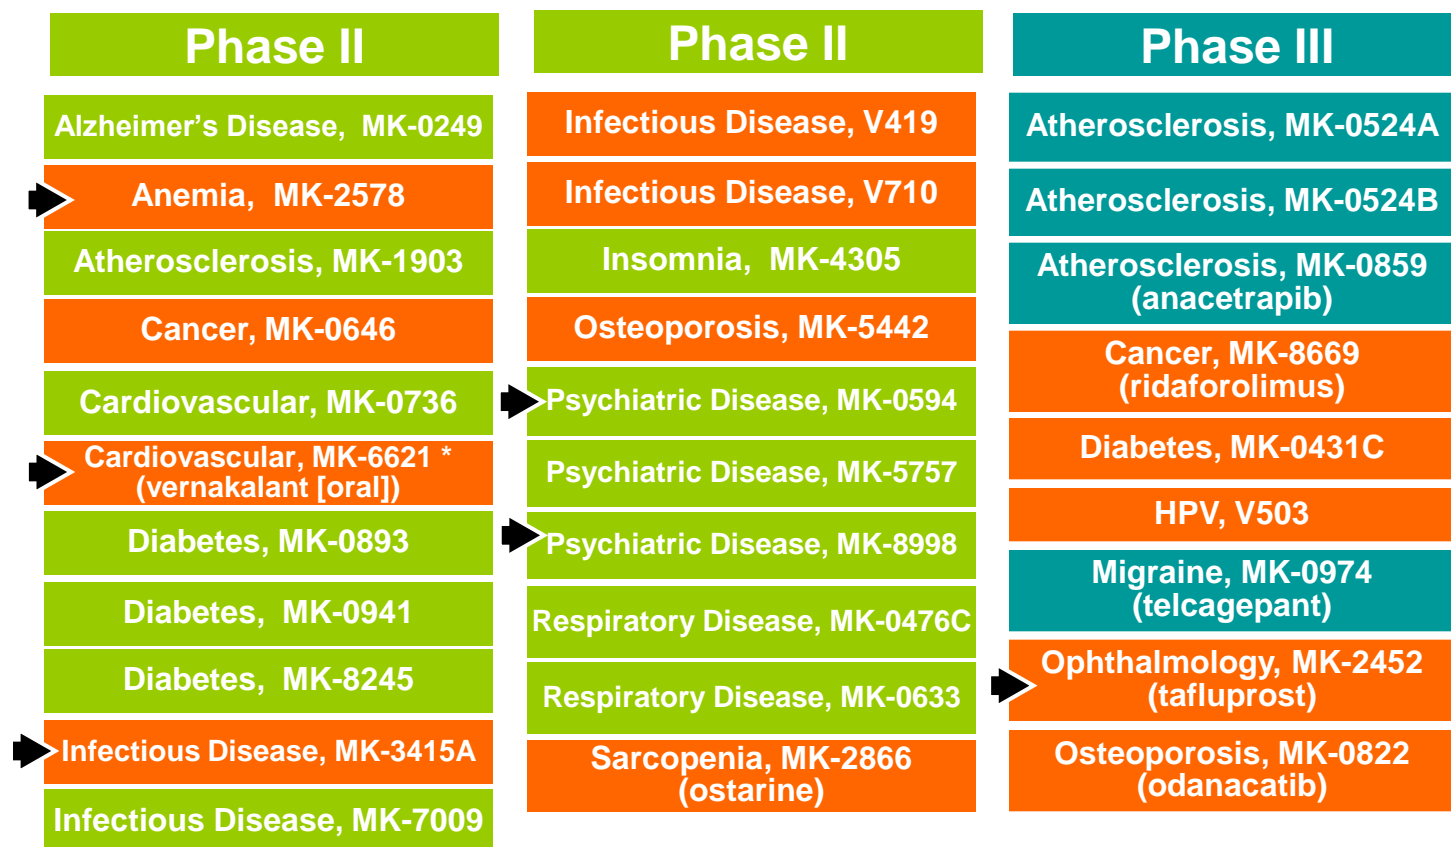 Phase II
Alzheimer’s Disease, MK-0249
Anemia, MK-2578
Atherosclerosis, MK-1903
Cancer, MK-0646
Cardiovascular, MK-0736
Cardiovascular, MK-6621 *
(vernakalant [oral])
Diabetes, MK-0893
Diabetes, MK-0941
Diabetes, MK-8245
Infectious Disease, MK-3415A
Infectious Disease, MK-7009
Phase II
Infectious Disease, V419
Infectious Disease, V710
Insomnia, MK-4305
Osteoporosis, MK-5442
Psychiatric Disease, MK-0594
Psychiatric Disease, MK-5757
Psychiatric Disease, MK-8998
Respiratory Disease, MK-0476C
Respiratory Disease, MK-0633
Sarcopenia, MK-2866
(ostarine)
Phase III
Atherosclerosis, MK-0524A
Atherosclerosis, MK-0524B
Atherosclerosis, MK-0859
(anacetrapib)
Cancer, MK-8669
(ridaforolimus)
Diabetes, MK-0431C
HPV, V503
Migraine, MK-0974
(telcagepant)
Ophthalmology, MK-2452
(tafluprost)
Osteoporosis, MK-0822
(odanacatib)